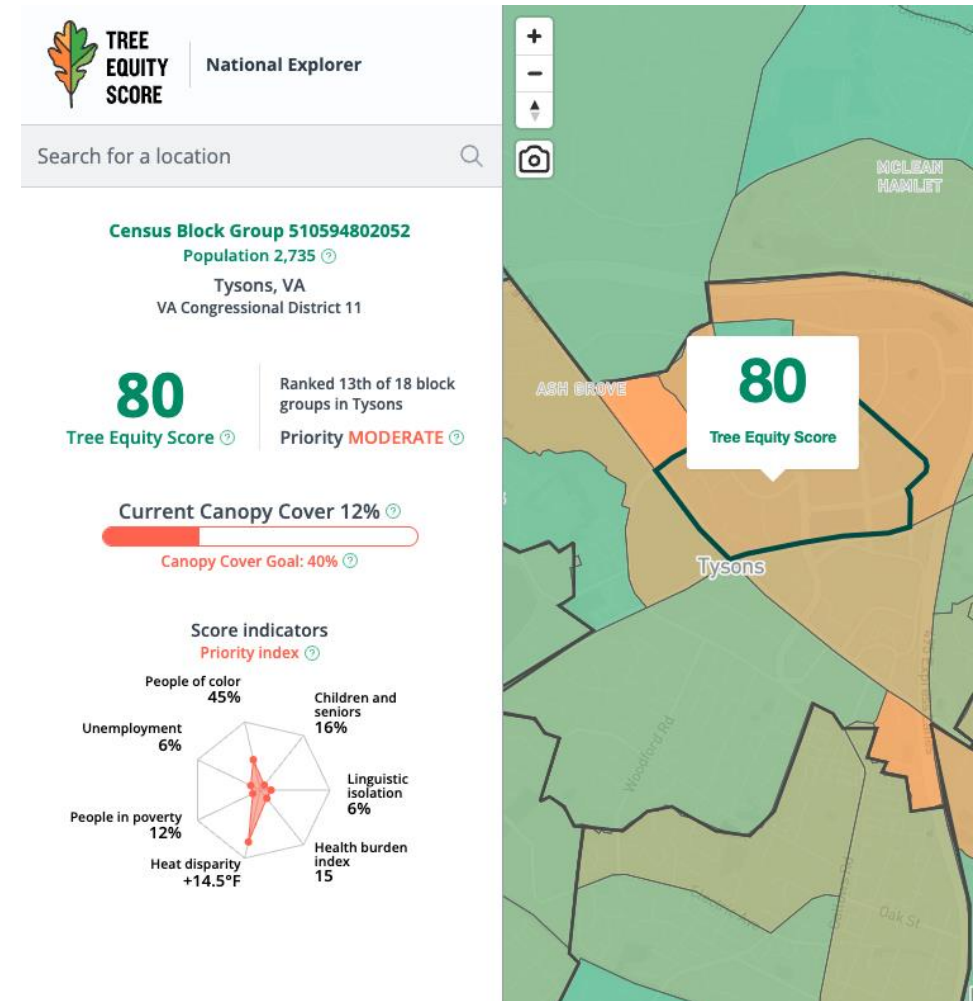 TREE
EQUITY
SCORE
National Explorer
Search for a location
Census Block Group 510594802052
Population 2,735 ?
Tysons, VA
VA Congressional District 11
80
Tree Equity Score ?
Ranked 13th of 18 block
groups in Tysons
Priority MODERATE ?
Current Canopy Cover 12% ?
Canopy Cover Goal: 40% ?
Score indicators
Priority index ?
People of color
45%
Children and
seniors
16%
Unemployment
6%
Linguistic
isolation
6%
People in poverty
12%
Health burden
index
15
Heat disparity
+14.5°F
MCLEAN
HAMLET
ASH GROVE
80
Tree Equity Score
Tysons
Woodford Rd
Electric Ave
Oak St